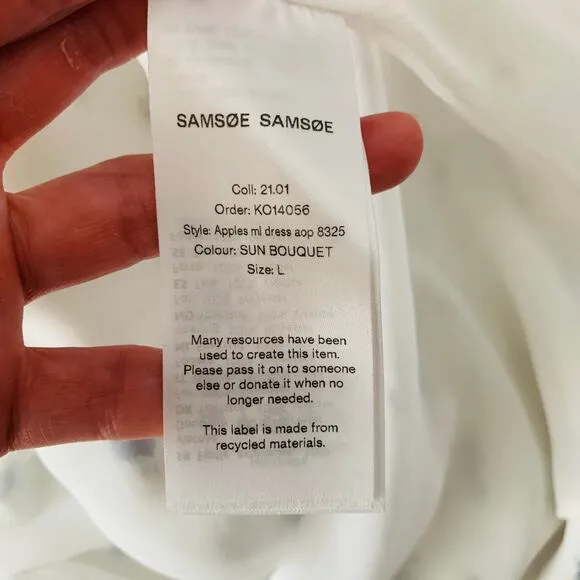 SAMSØE SAMSØE
Coll: 21.01
Order: KO14056
Style: Apples ml dress aop 8325
Colour: SUN BOUQUET
Size: L
Many resources have been
used to create this item.
Please pass it on to someone
else or donate it when no
longer needed.
This label is made from
recycled materials.